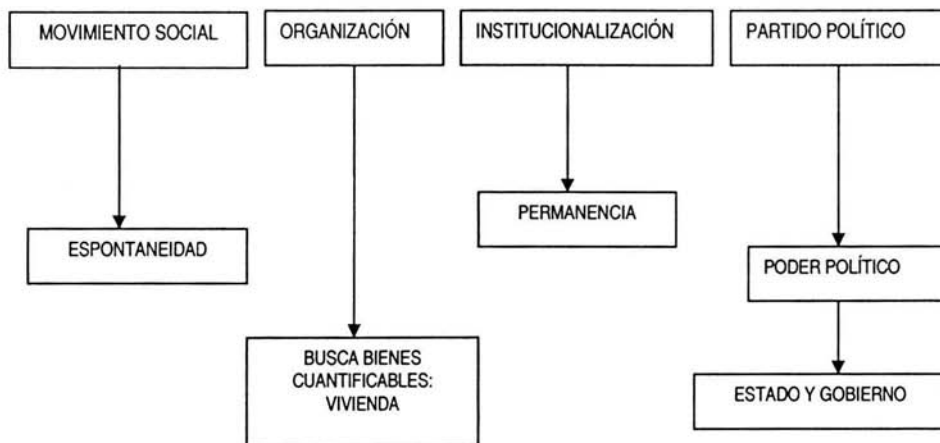 MOVIMIENTO SOCIAL
ORGANIZACIÓN
INSTITUCIONALIZACIÓN
PARTIDO POLÍTICO
ESPONTANEIDAD
PERMANENCIA
PODER POLÍTICO
BUSCA BIENES
CUANTIFICABLES:
VIVIENDA
ESTADO Y GOBIERNO